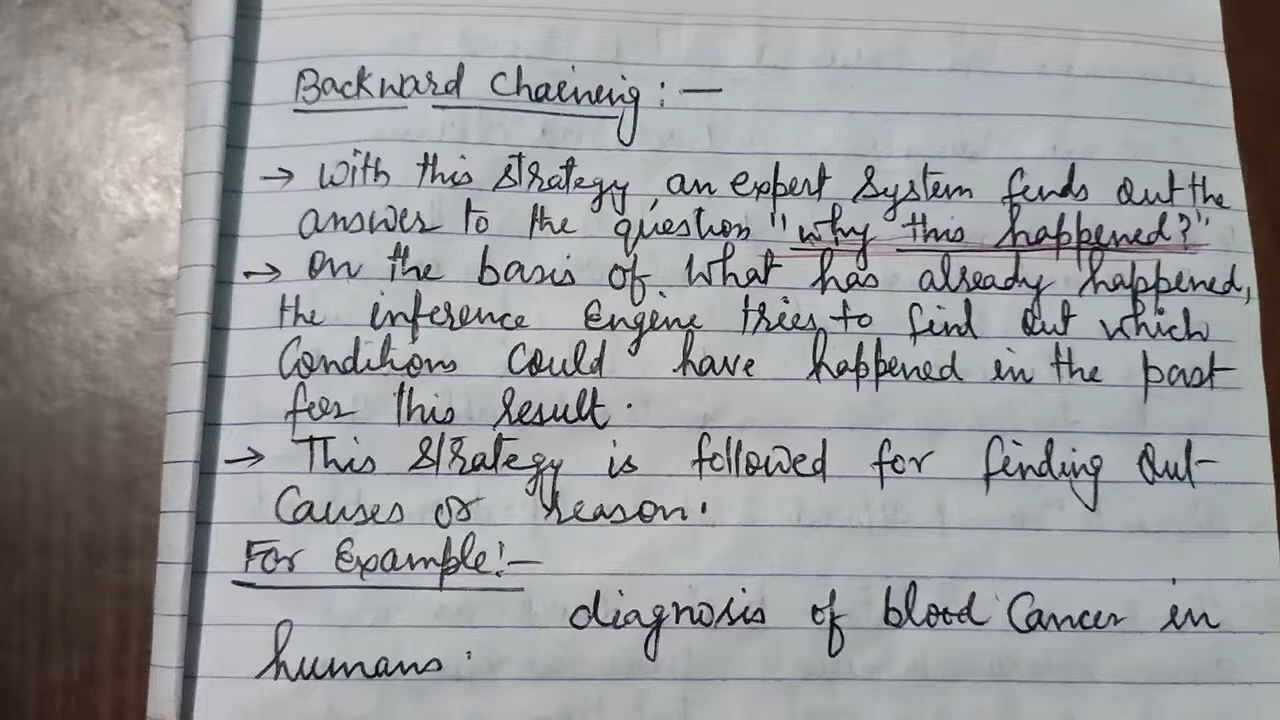 Backward Chaining : —
→ With this strategy, an expert system finds out the
answer to the question "why this happened?"
→ On the basis of what has already happened,
the inference Engine tries to find out which
Conditions could have happened in the past
for this result.
→ This strategy is followed for finding out
Causes or reason.
For Example:-
diagnosis of blood Cancer in
humans.